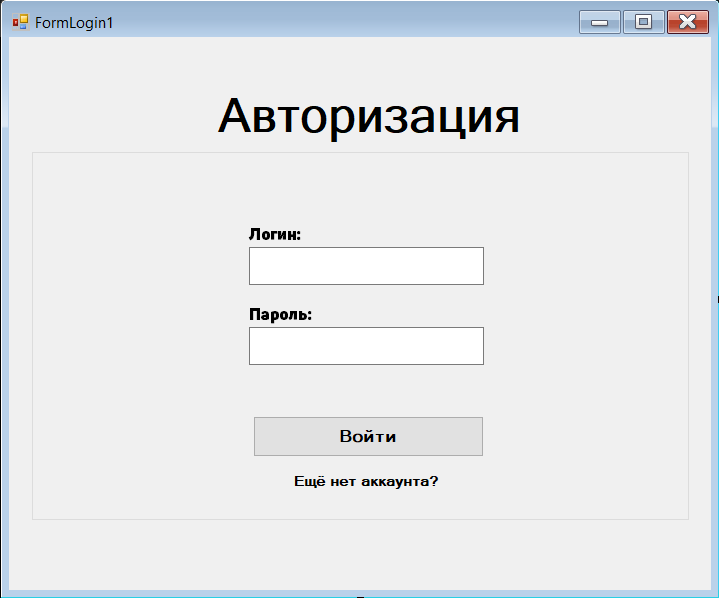 FormLogin1
Авторизация
Логин:
Пароль:
Войти
Ещё нет аккаунта?